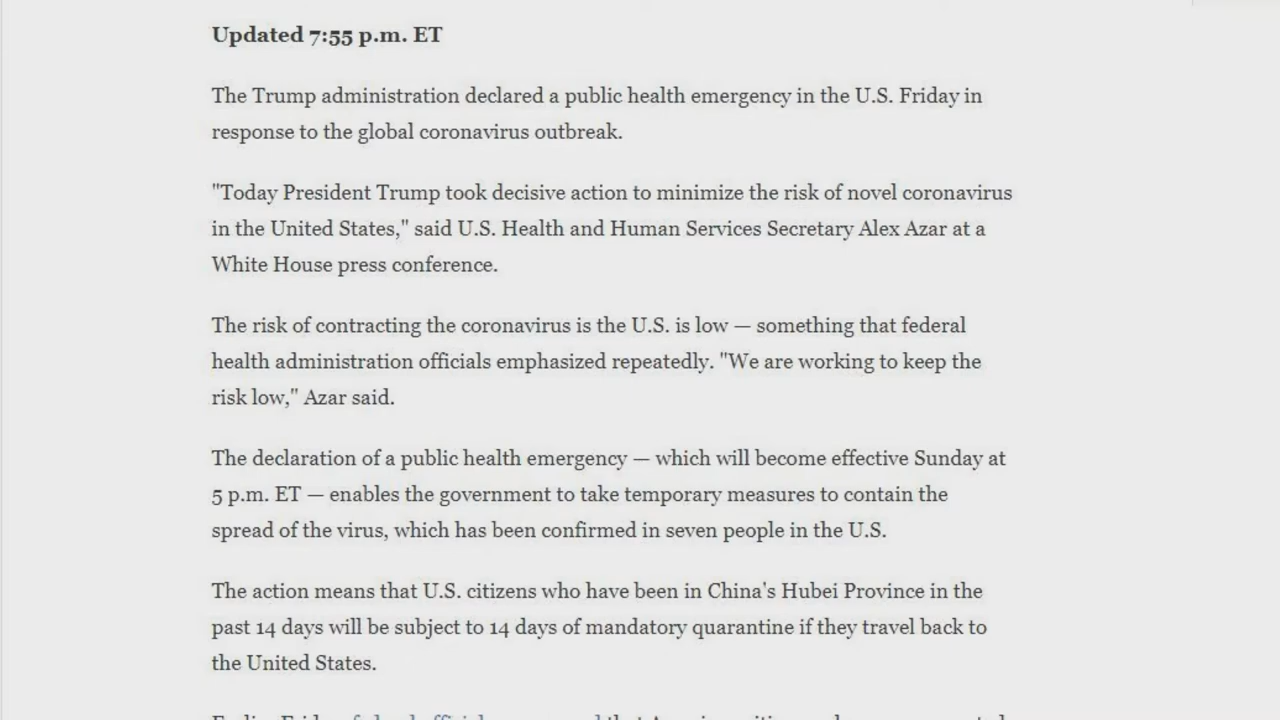 Updated 7:55 p.m. ET
The Trump administration declared a public health emergency in the U.S. Friday in
response to the global coronavirus outbreak.
"Today President Trump took decisive action to minimize the risk of novel coronavirus
in the United States," said U.S. Health and Human Services Secretary Alex Azar at a
White House press conference.
The risk of contracting the coronavirus is the U.S. is low — something that federal
health administration officials emphasized repeatedly. "We are working to keep the
risk low," Azar said.
The declaration of a public health emergency — which will become effective Sunday at
5 p.m. ET — enables the government to take temporary measures to contain the
spread of the virus, which has been confirmed in seven people in the U.S.
The action means that U.S. citizens who have been in China's Hubei Province in the
past 14 days will be subject to 14 days of mandatory quarantine if they travel back to
the United States.